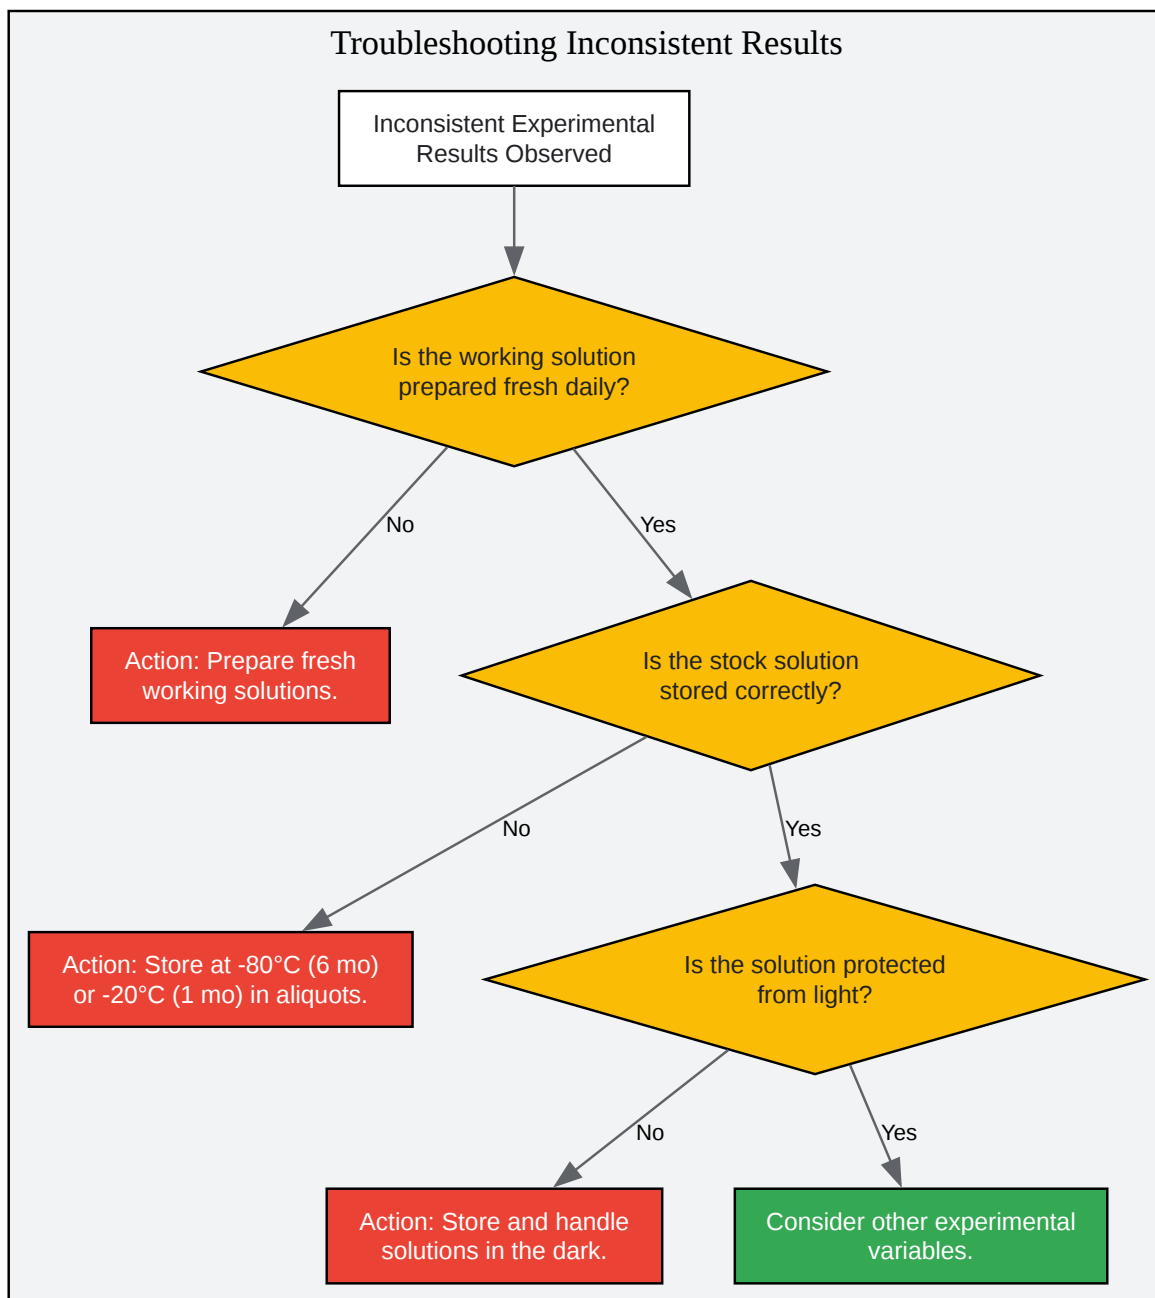 Troubleshooting Inconsistent Results
Inconsistent Experimental
Results Observed
Is the working solution
prepared fresh daily?
No
Yes
Action: Prepare fresh
working solutions.
Is the stock solution
stored correctly?
No
Yes
Action: Store at -80°C (6 mo)
or -20°C (1 mo) in aliquots.
Is the solution protected
from light?
No
Yes
Action: Store and handle
solutions in the dark.
Consider other experimental
variables.